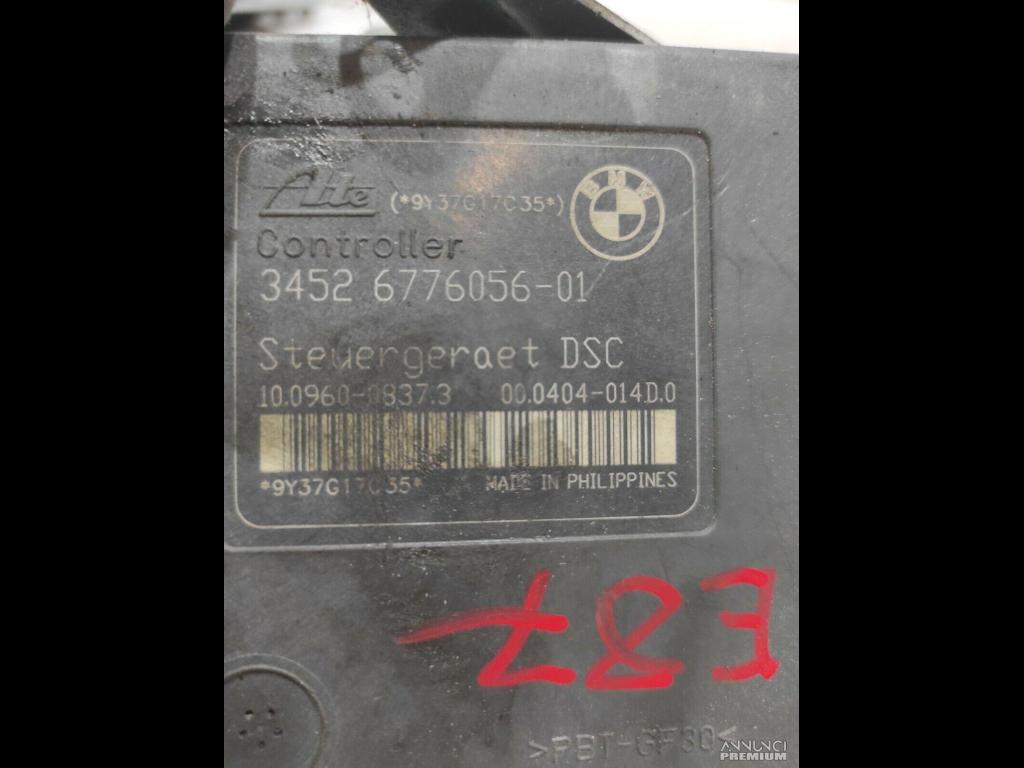 Ate (*9Y37G17C35*) BMW
Controller
3452 6776056-01
Steuergeraet DSC
10.0960-0837.3 00.0404-014D.0
*9Y37G17C35* MADE IN PHILIPPINES
E87
>PBT-GF30<
ANNUNCI
PREMIUM